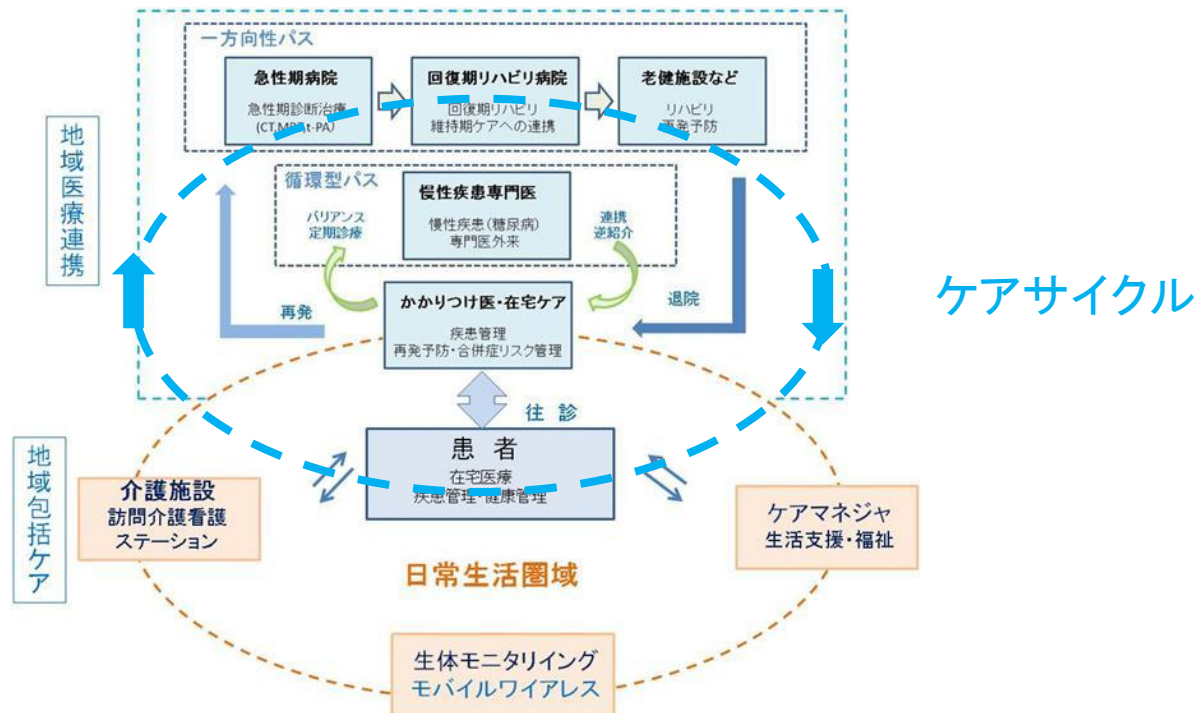 一方向性パス
急性期病院
急性期診断治療
(CT,MRI,t-PA)
回復期リハビリ病院
回復期リハビリ
維持期ケアへの連携
老健施設など
リハビリ
再発予防
地域医療連携
循環型パス
慢性疾患専門医
慢性疾患(糖尿病)
専門医外来
バリアンス
定期診療
連携
逆紹介
ケアサイクル
かかりつけ医・在宅ケア
疾患管理
再発予防・合併症リスク管理
再発
退院
往診
患者
在宅医療
疾患管理・健康管理
地域包括ケア
介護施設
訪問介護看護
ステーション
ケアマネジャ
生活支援・福祉
日常生活圏域
生体モニタリイング
モバイルワイアレス